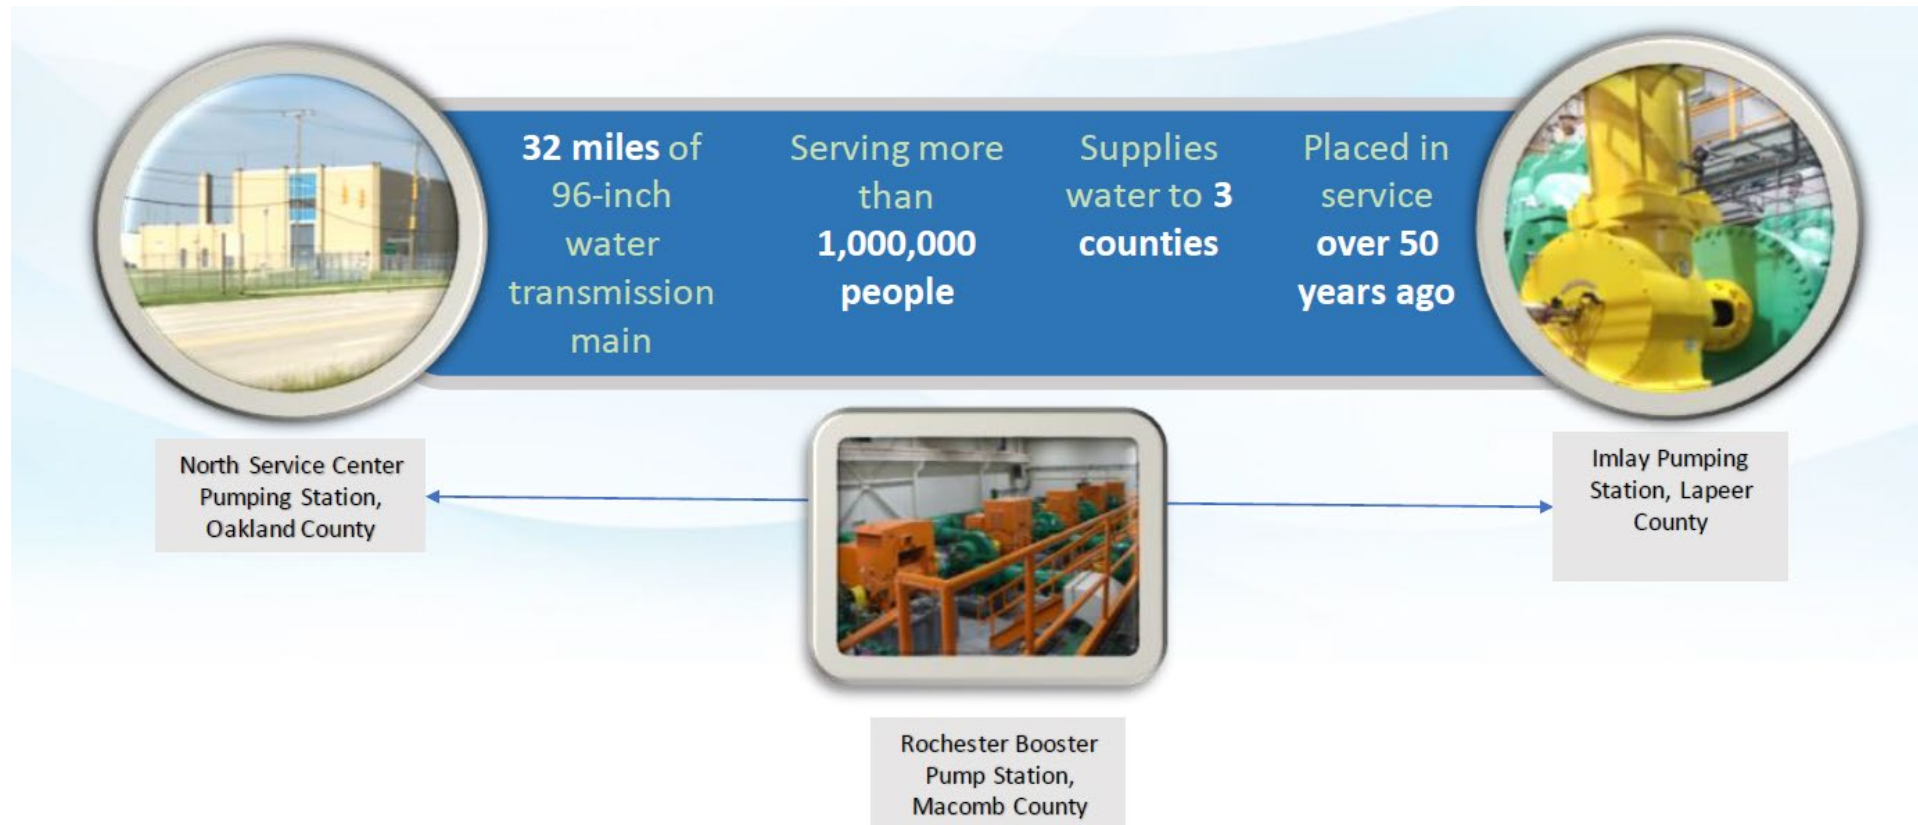 32 miles of
96-inch
water
transmission
main
Serving more
than
1,000,000
people
Supplies
water to 3
counties
Placed in
service
over 50
years ago
North Service Center
Pumping Station,
Oakland County
Imlay Pumping
Station, Lapeer
County
Rochester Booster
Pump Station,
Macomb County